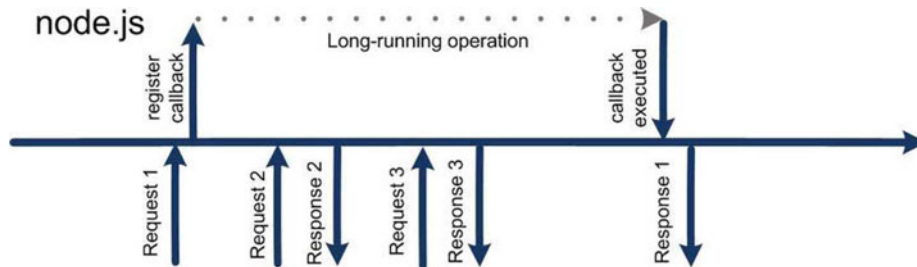 node.js
Long-running operation
register
callback
callback
executed
Request 1
Request 2
Response 2
Request 3
Response 3
Response 1